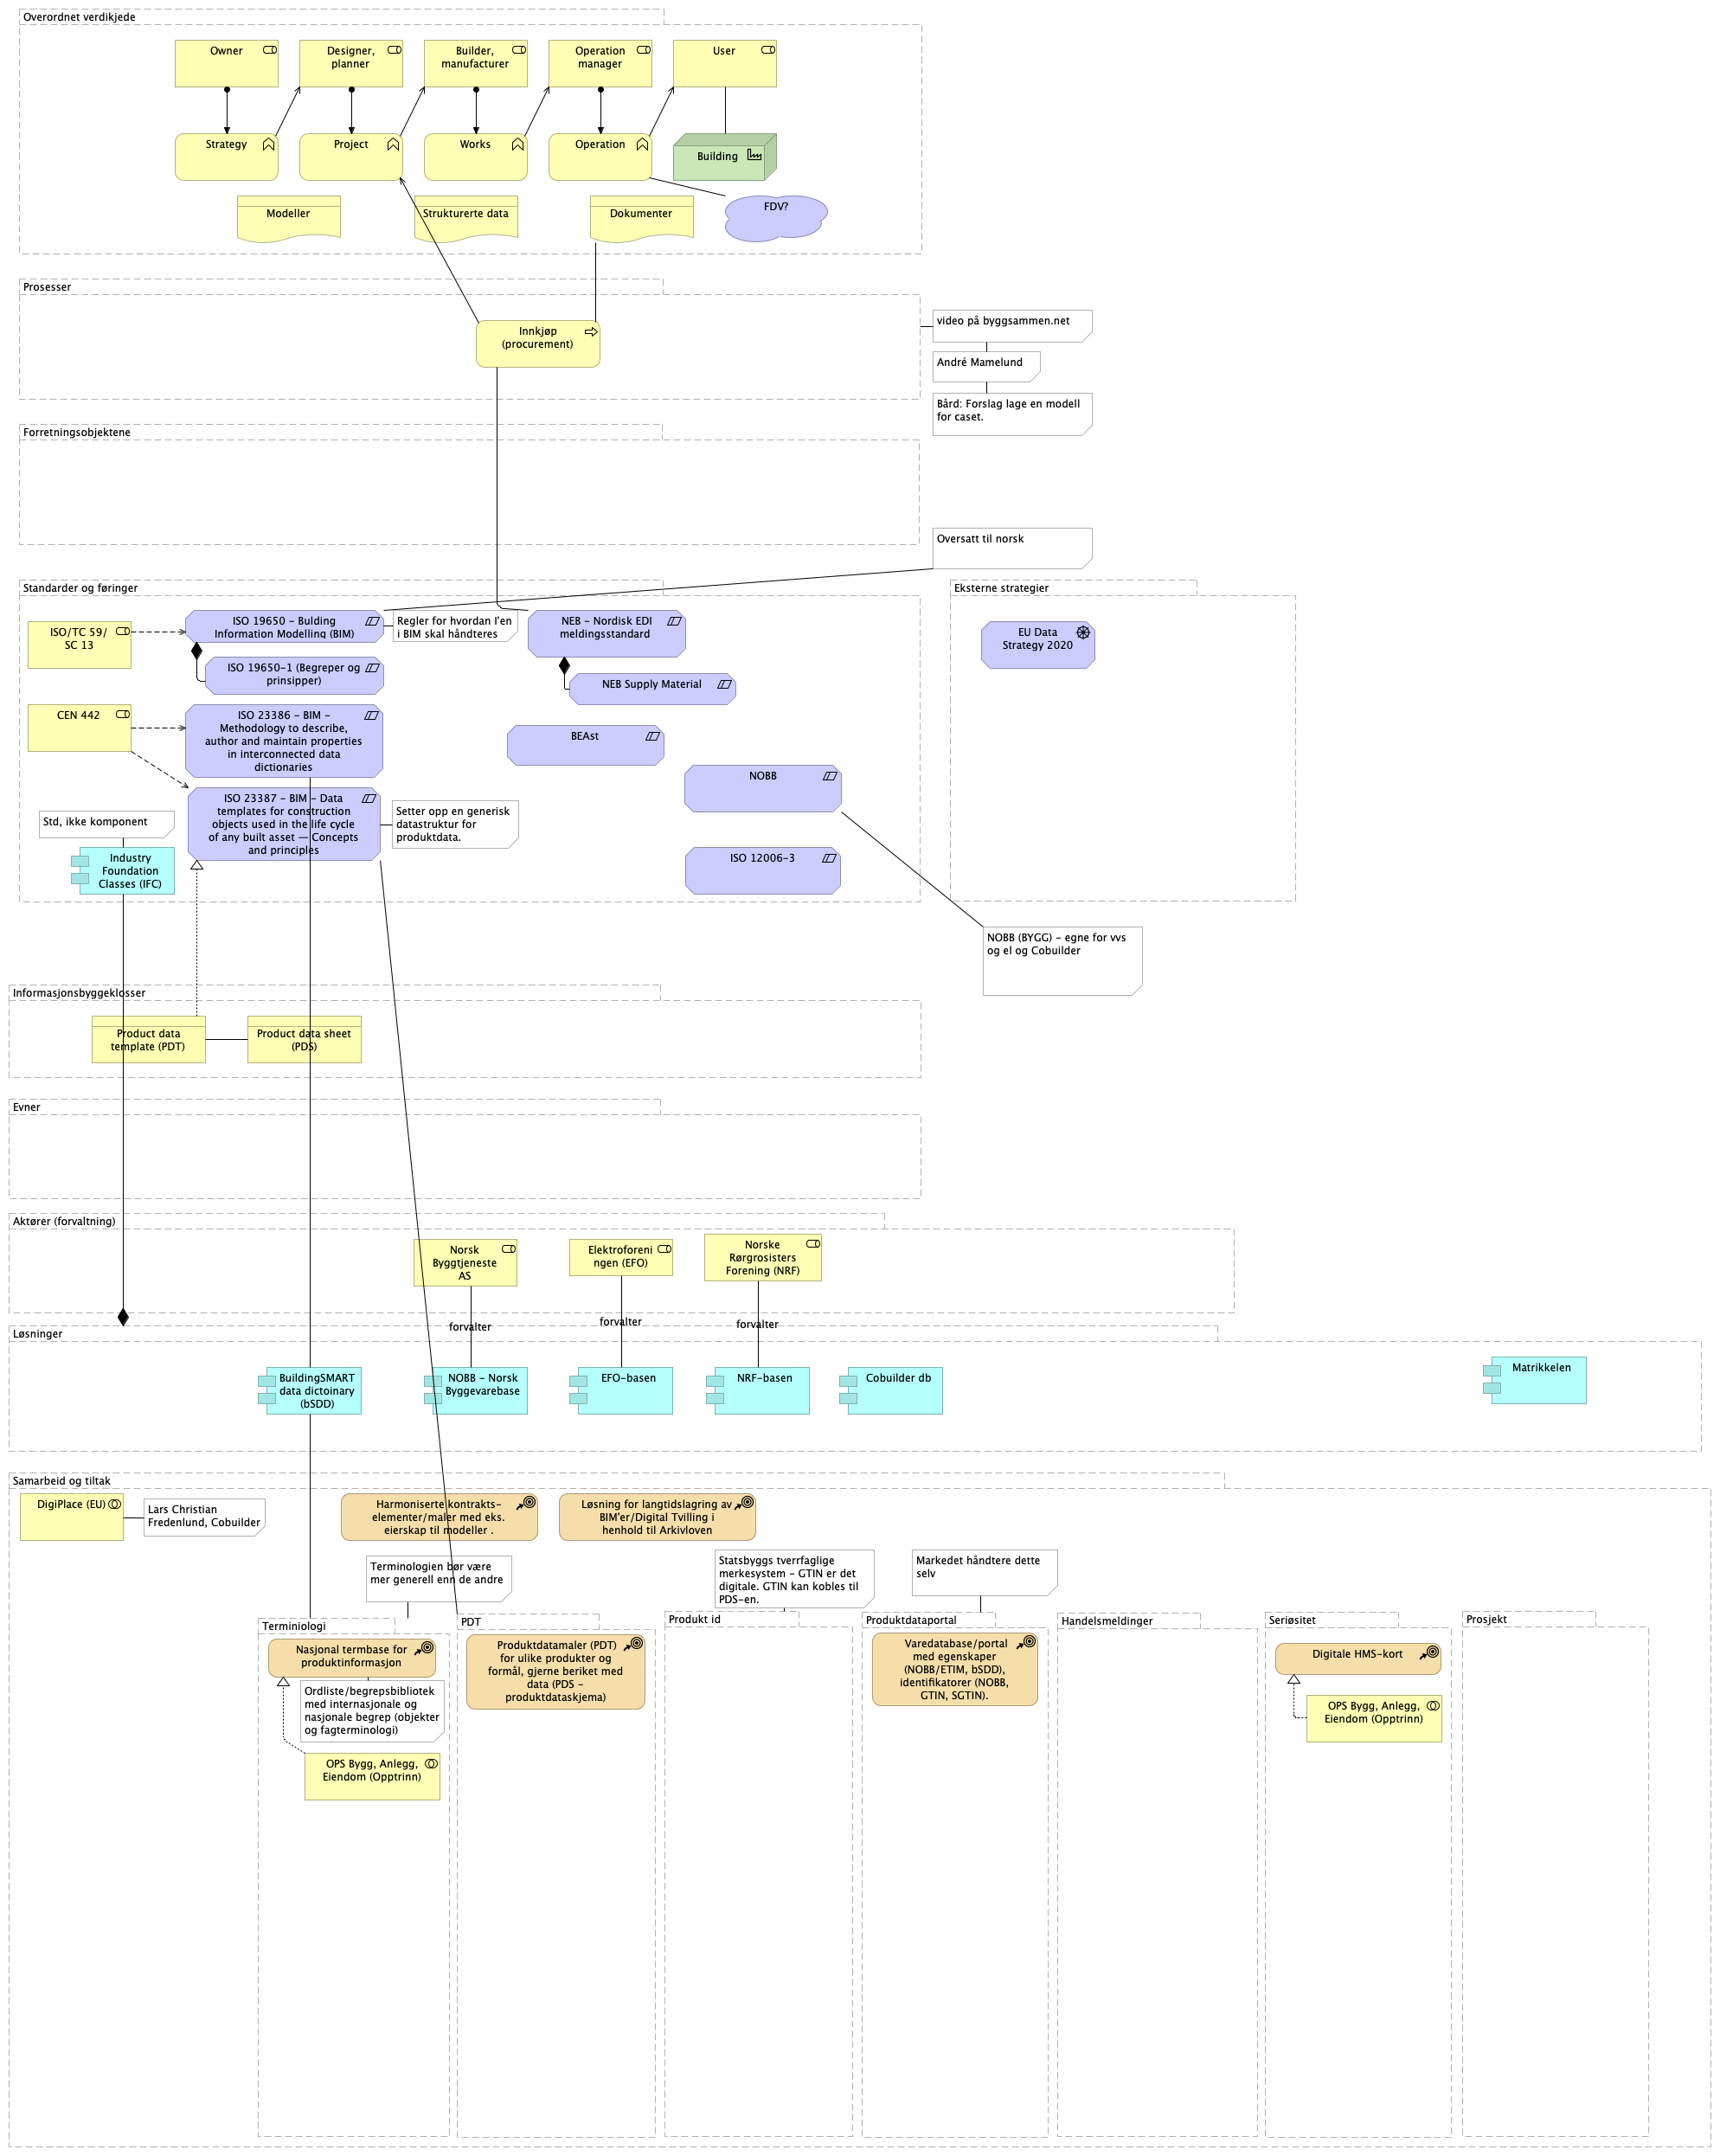 Overordnet verdikjede
Owner
Designer,
planner
Builder,
manufacturer
Operation
manager
User
Strategy
Project
Works
Operation
Building
Modeller
Strukturerte data
Dokumenter
FDV?
Prosesser
Innkjøp
(procurement)
video på byggsammen.net
André Mamelund
Bård: Forslag lage en modell
for caset.
Forretningsobjektene
Oversatt til norsk
Standarder og føringer
ISO/TC 59/
SC 13
ISO 19650 - Bulding
Information Modelling (BIM)
Regler for hvordan I'en
i BIM skal håndteres
NEB - Nordisk EDI
meldingsstandard
ISO 19650-1 (Begreper og
prinsipper)
NEB Supply Material
CEN 442
ISO 23386 - BIM -
Methodology to describe,
author and maintain properties
in interconnected data
dictionaries
BEAst
NOBB
ISO 23387 - BIM - Data
templates for construction
objects used in the life cycle
of any built asset — Concepts
and principles
Setter opp en generisk
datastruktur for
produktdata.
Std, ikke komponent
Industry
Foundation
Classes (IFC)
ISO 12006-3
Eksterne strategier
EU Data
Strategy 2020
NOBB (BYGG) - egne for vvs
og el og Cobuilder
Informasjonsbyggeklosser
Product data
template (PDT)
Product data sheet
(PDS)
Evner
Aktører (forvaltning)
Norsk
Byggtjeneste
AS
Elektroforeni
ngen (EFO)
Norske
Rørgrosisters
Forening (NRF)
forvalter
forvalter
forvalter
Løsninger
BuildingSMART
data dictoinary
(bSDD)
NOBB - Norsk
Byggevarebase
EFO-basen
NRF-basen
Cobuilder db
Matrikkelen
Samarbeid og tiltak
DigiPlace (EU)
Lars Christian
Fredenlund, Cobuilder
Harmoniserte kontrakts-
elementer/maler med eks.
eierskap til modeller .
Løsning for langtidslagring av
BIM'er/Digital Tvilling i
henhold til Arkivloven
Terminologien bør være
mer generell enn de andre
Statsbyggs tverrfaglige
merkesystem - GTIN er det
digitale. GTIN kan kobles til
PDS-en.
Markedet håndtere dette
selv
Terminiologi
Nasjonal termbase for
produktinformasjon
Ordliste/begrepsbibliotek
med internasjonale og
nasjonale begrep (objekter
og fagterminologi)
OPS Bygg, Anlegg,
Eiendom (Opptrinn)
PDT
Produktdatamaler (PDT)
for ulike produkter og
formål, gjerne beriket med
data (PDS -
produktdataskjema)
Produkt id
Produktdataportal
Varedatabase/portal
med egenskaper
(NOBB/ETIM, bSDD),
identifikatorer (NOBB,
GTIN, SGTIN).
Handelsmeldinger
Seriøsitet
Digitale HMS-kort
OPS Bygg, Anlegg,
Eiendom (Opptrinn)
Prosjekt